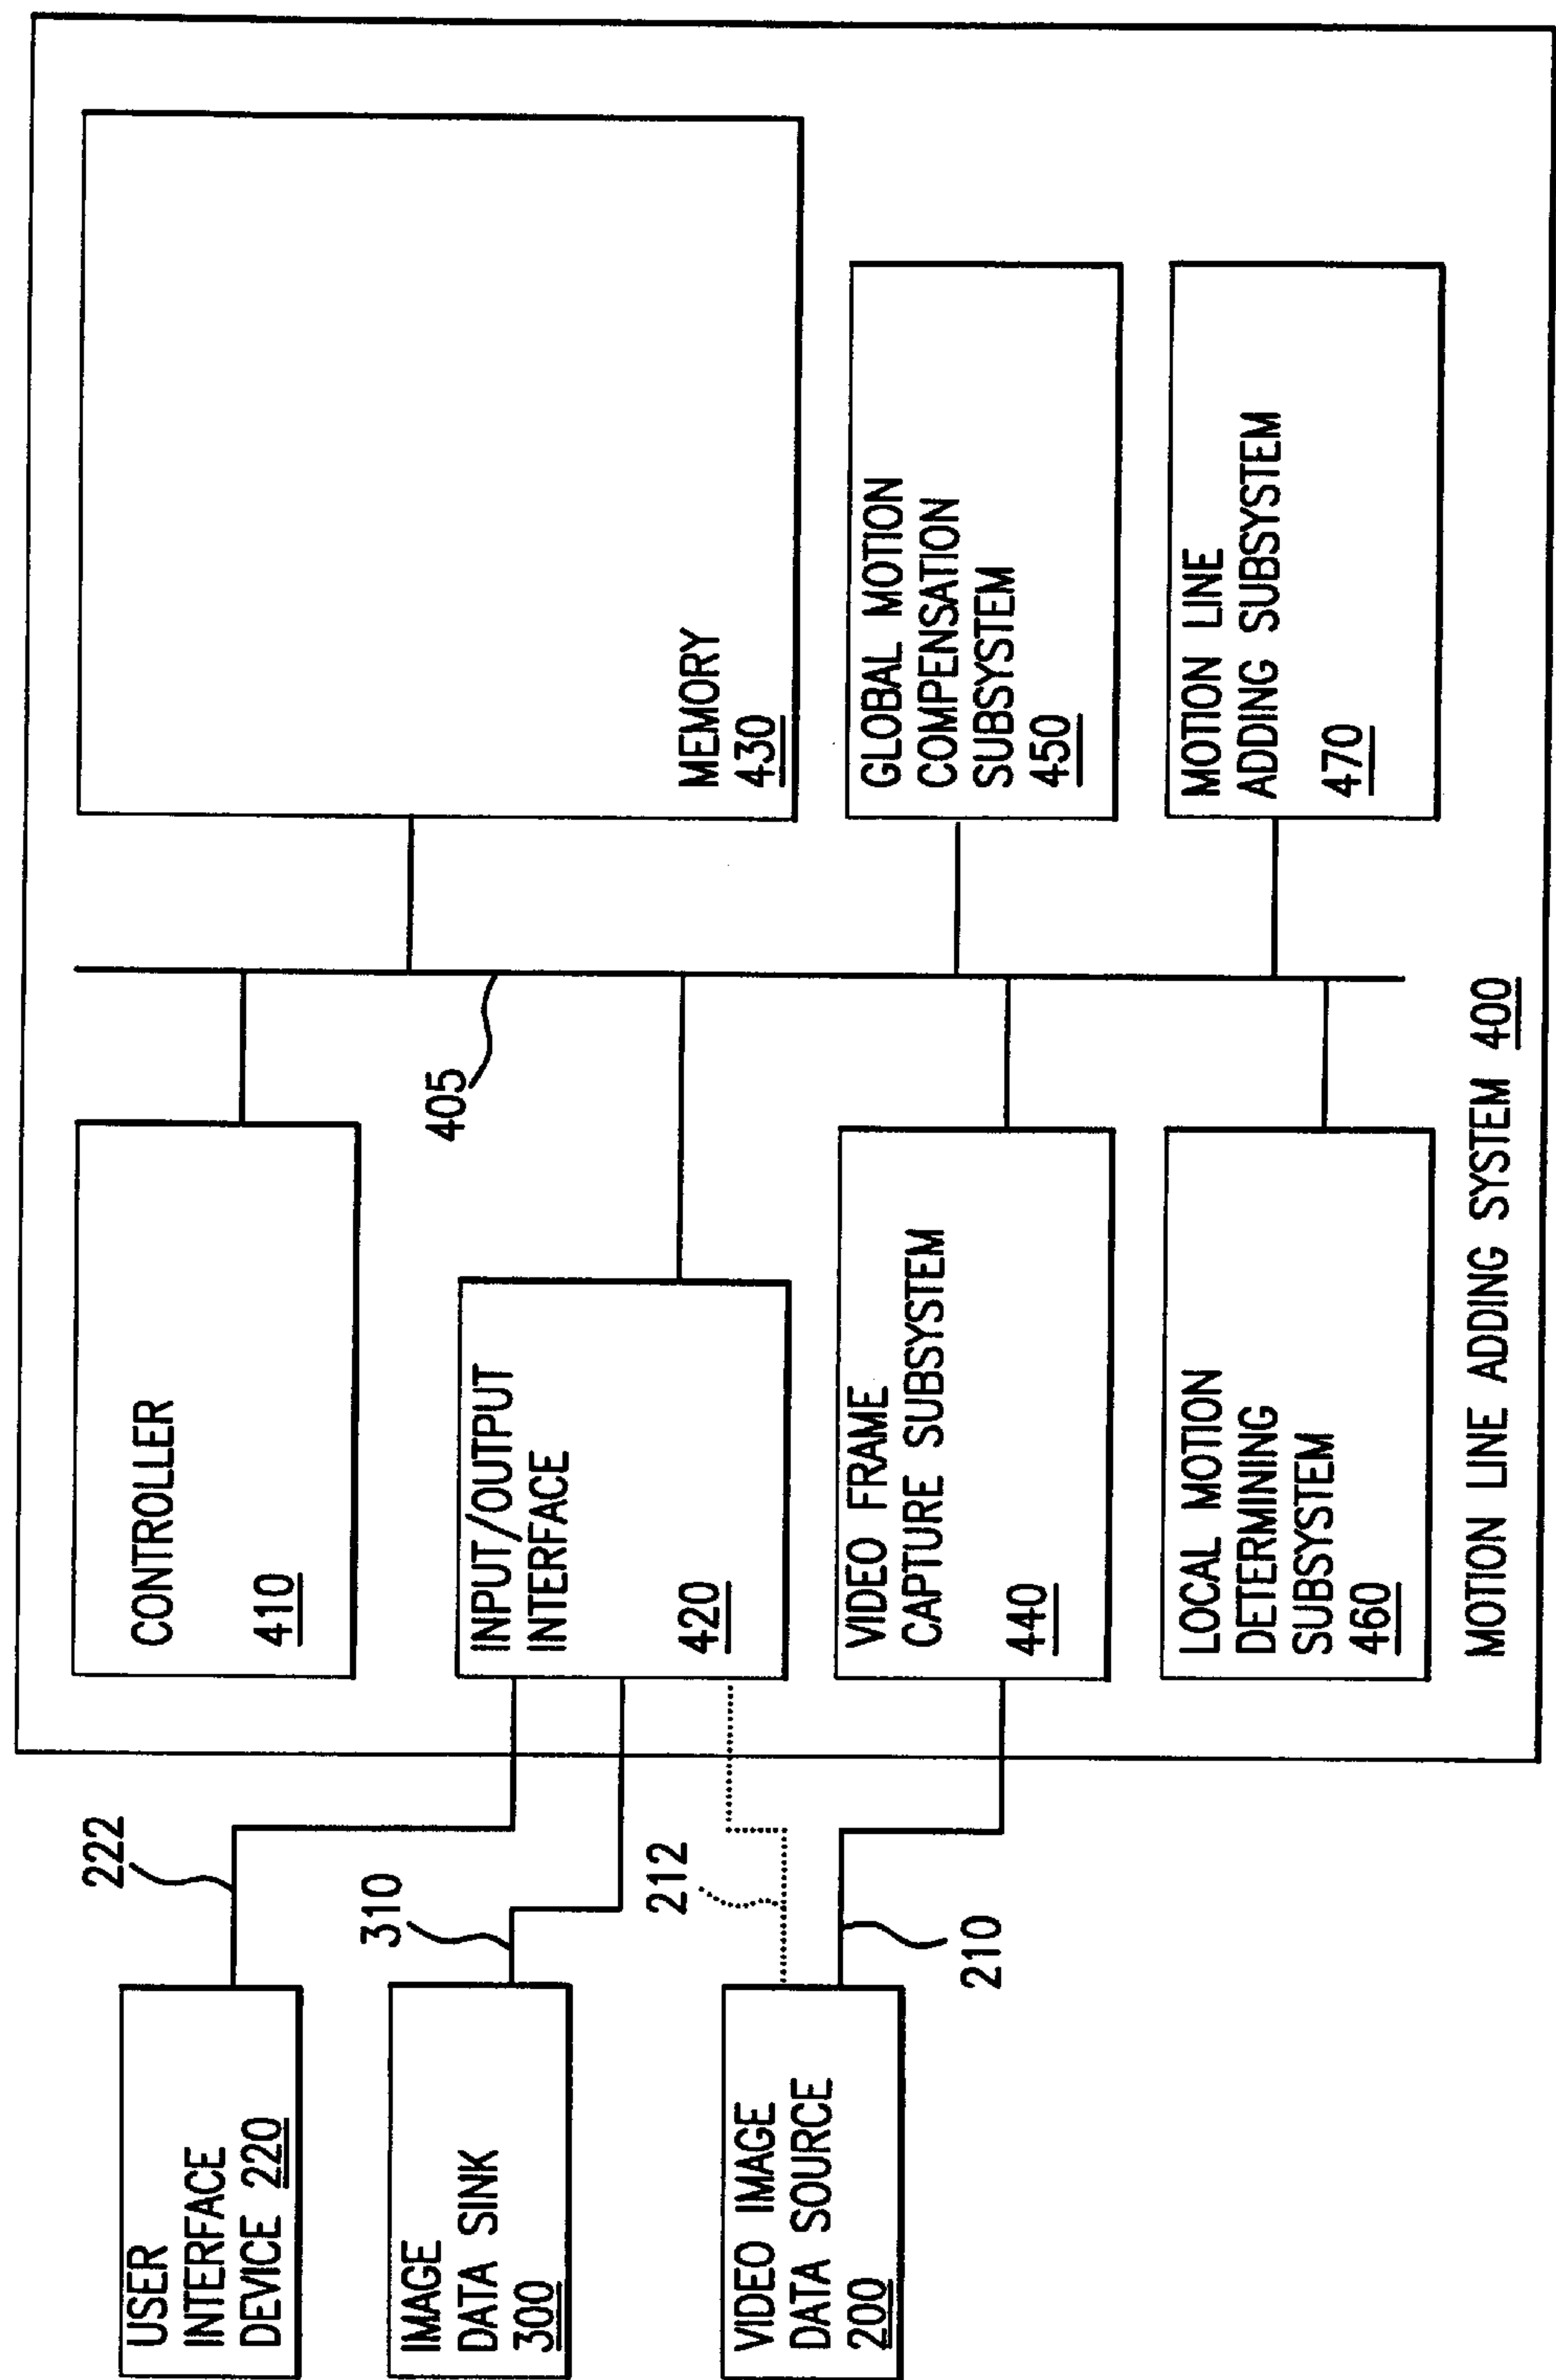 USER
INTERFACE
DEVICE 220
222
IMAGE
DATA SINK
300
310
VIDEO IMAGE
DATA SOURCE
200
212
210
CONTROLLER
410
INPUT/OUTPUT
INTERFACE
420
VIDEO FRAME
CAPTURE SUBSYSTEM
440
LOCAL MOTION
DETERMINING
SUBSYSTEM
460
405
MEMORY
430
GLOBAL MOTION
COMPENSATION
SUBSYSTEM
450
MOTION LINE
ADDING SUBSYSTEM
470
MOTION LINE ADDING SYSTEM 400